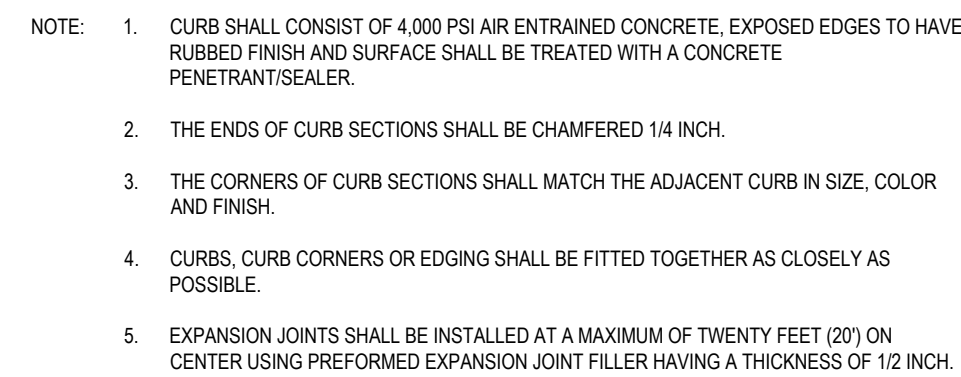 NOTE: 1. CURB SHALL CONSIST OF 4,000 PSI AIR ENTRAINED CONCRETE, EXPOSED EDGES TO HAVE
RUBBED FINISH AND SURFACE SHALL BE TREATED WITH A CONCRETE
PENETRANT/SEALER.
2. THE ENDS OF CURB SECTIONS SHALL BE CHAMFERED 1/4 INCH.
3. THE CORNERS OF CURB SECTIONS SHALL MATCH THE ADJACENT CURB IN SIZE, COLOR
AND FINISH.
4. CURBS, CURB CORNERS OR EDGING SHALL BE FITTED TOGETHER AS CLOSELY AS
POSSIBLE.
5. EXPANSION JOINTS SHALL BE INSTALLED AT A MAXIMUM OF TWENTY FEET (20') ON
CENTER USING PREFORMED EXPANSION JOINT FILLER HAVING A THICKNESS OF 1/2 INCH.